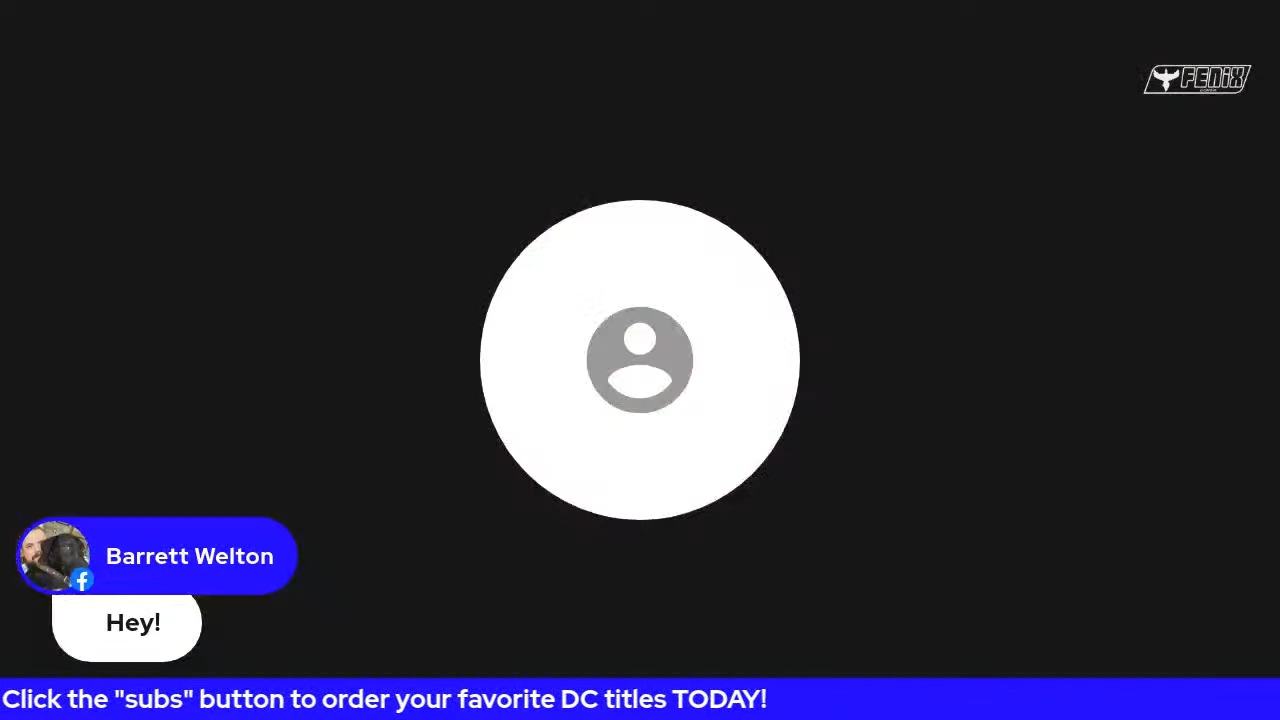 FENIX
Barrett Welton
Hey!
Click the "subs" button to order your favorite DC titles TODAY!